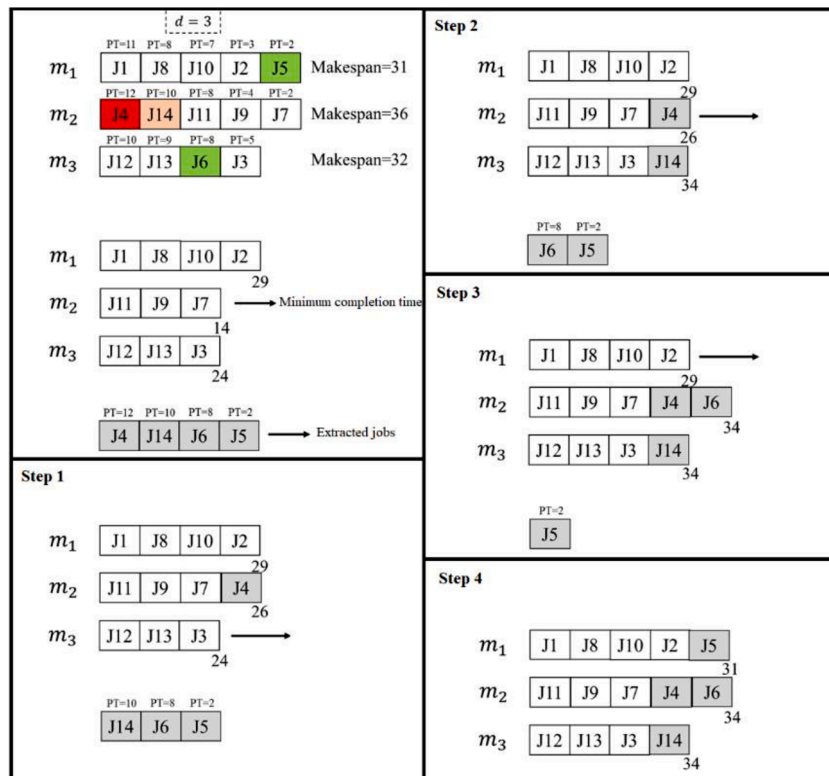 d = 3
PT=11 PT=8 PT=7 PT=3 PT=2
m1 J1 J8 J10 J2 J5 Makespan=31
PT=12 PT=10 PT=8 PT=4 PT=2
m2 J4 J14 J11 J9 J7 Makespan=36
PT=10 PT=9 PT=8 PT=5
m3 J12 J13 J6 J3 Makespan=32
m1 J1 J8 J10 J2
29
m2 J11 J9 J7 Minimum completion time
14
m3 J12 J13 J3
24
PT=12 PT=10 PT=8 PT=2
J4 J14 J6 J5 Extracted jobs
Step 1
m1 J1 J8 J10 J2
29
m2 J11 J9 J7 J4
26
m3 J12 J13 J3
24
PT=10 PT=8 PT=2
J14 J6 J5
Step 2
m1 J1 J8 J10 J2
29
m2 J11 J9 J7 J4
26
m3 J12 J13 J3 J14
34
PT=8 PT=2
J6 J5
Step 3
m1 J1 J8 J10 J2
29
m2 J11 J9 J7 J4 J6
34
m3 J12 J13 J3 J14
34
PT=2
J5
Step 4
m1 J1 J8 J10 J2 J5
31
m2 J11 J9 J7 J4 J6
34
m3 J12 J13 J3 J14
34